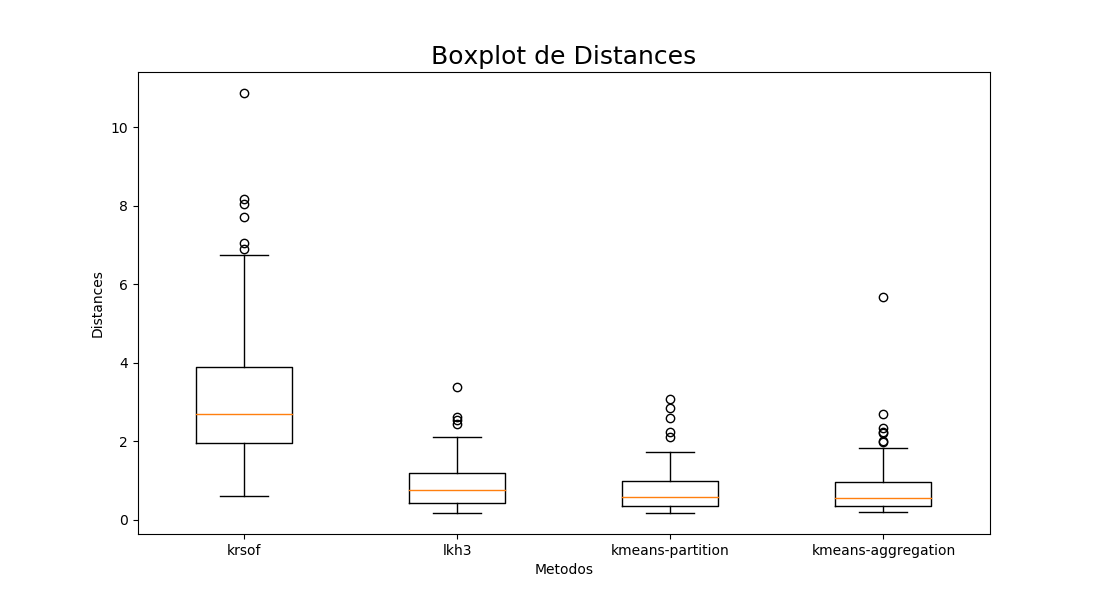 Boxplot de Distances
10
8
6
4
2
0
Distances
krsof
lkh3
kmeans-partition
kmeans-aggregation
Metodos